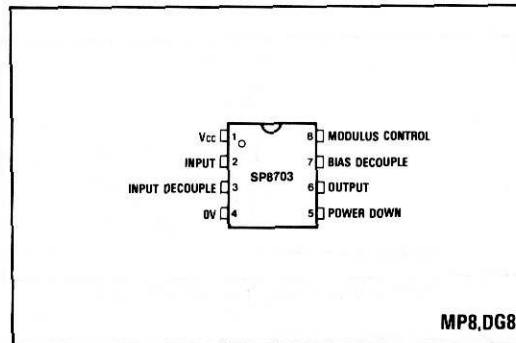 Vcc 1 8 MODULUS CONTROL
INPUT 2 7 BIAS DECOUPLE
SP8703
INPUT DECOUPLE 3 6 OUTPUT
0V 4 5 POWER DOWN
MP8,DG8